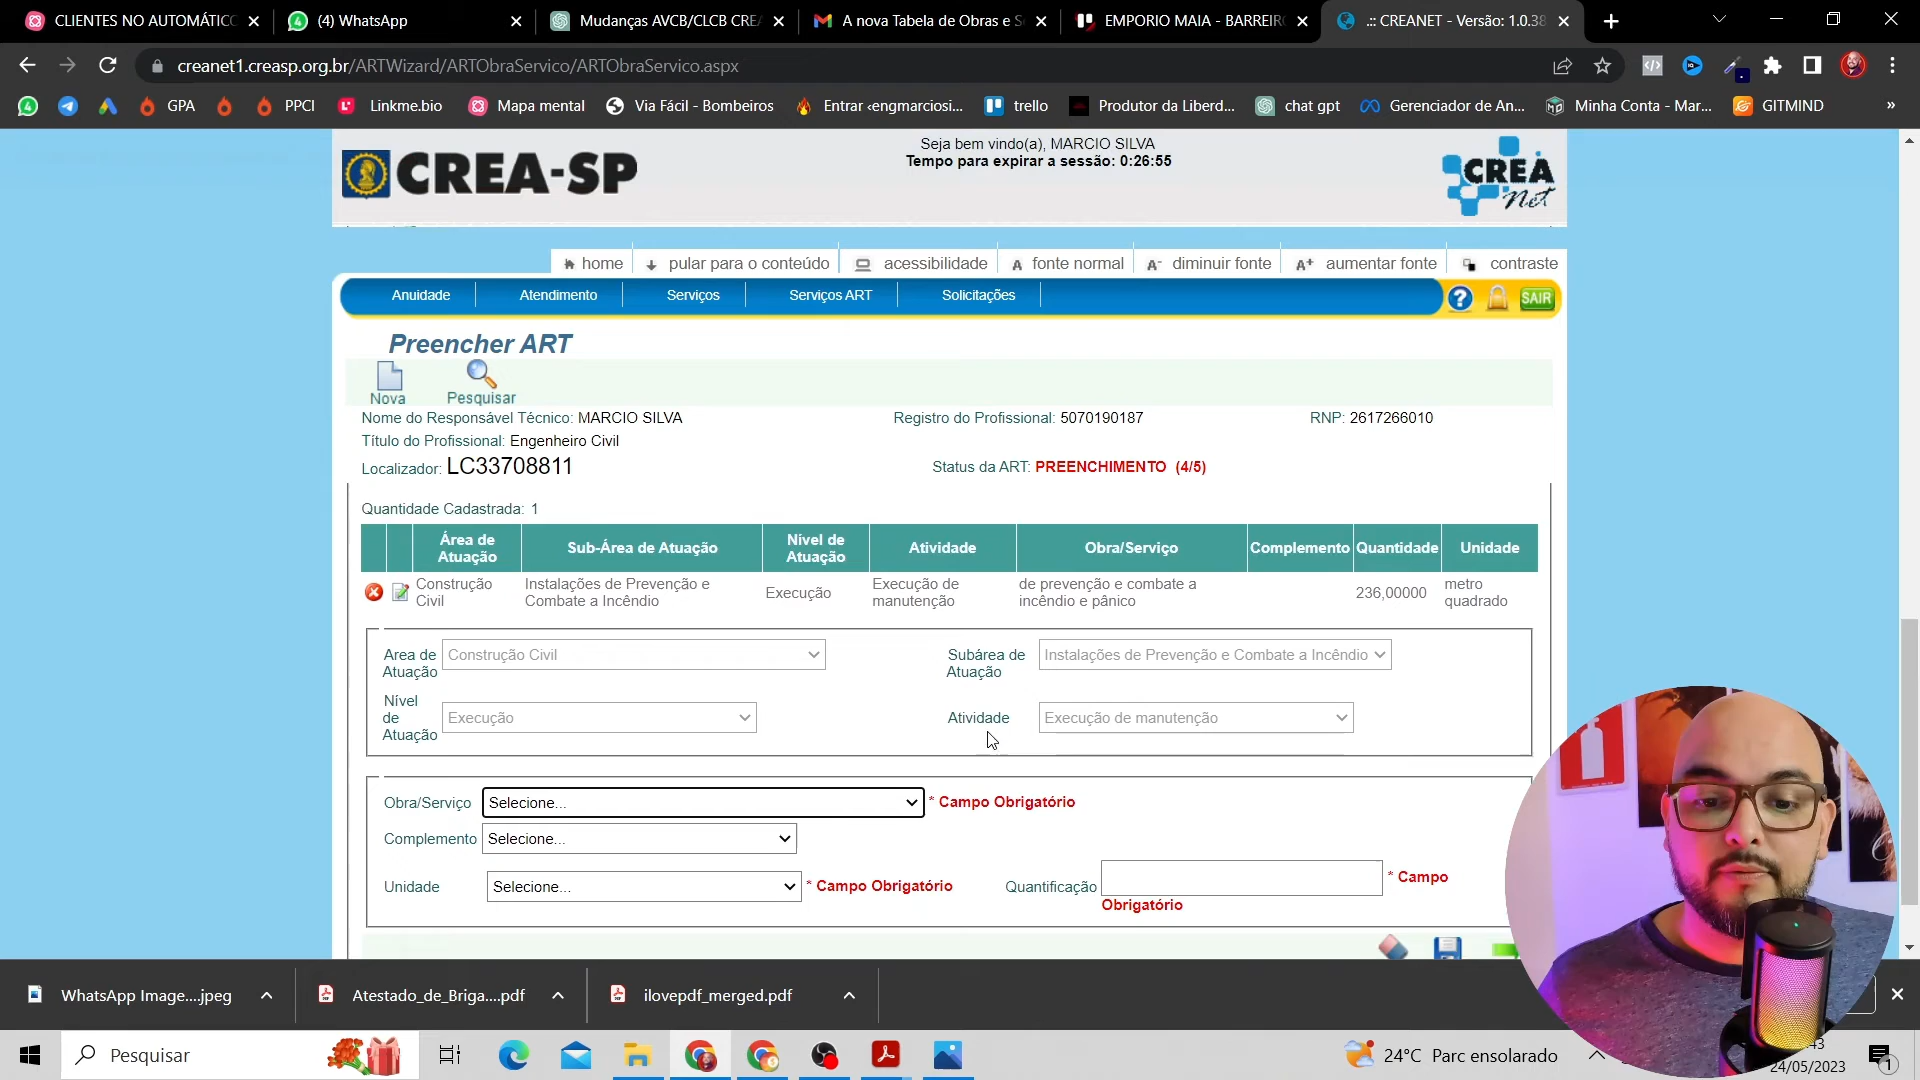 CLIENTES NO AUTOMÁTICO
(4) WhatsApp
Mudanças AVCB/CLCB CREA
A nova Tabela de Obras e Se
EMPORIO MAIA - BARREIRO
.:: CREANET - Versão: 1.0.38
creanet1.creasp.org.br/ARTWizard/ARTObraServico/ARTObraServico.aspx
GPA
PPCI
Linkme.bio
Mapa mental
Via Fácil - Bombeiros
Entrar ‹engmarciosi...
trello
Produtor da Liberd...
chat gpt
Gerenciador de An...
Minha Conta - Mar...
GITMIND
»
CREA-SP
Seja bem vindo(a), MARCIO SILVA
Tempo para expirar a sessão: 0:26:55
CREA
Net
home
pular para o conteúdo
acessibilidade
A fonte normal
A- diminuir fonte
A+ aumentar fonte
contraste
Anuidade
Atendimento
Serviços
Serviços ART
Solicitações
SAIR
Preencher ART
Nova
Pesquisar
Nome do Responsável Técnico: MARCIO SILVA
Registro do Profissional: 5070190187
RNP: 2617266010
Título do Profissional: Engenheiro Civil
Localizador: LC33708811
Status da ART: PREENCHIMENTO (4/5)
Quantidade Cadastrada: 1
Área de Atuação
Sub-Área de Atuação
Nível de Atuação
Atividade
Obra/Serviço
Complemento
Quantidade
Unidade
Construção Civil
Instalações de Prevenção e Combate a Incêndio
Execução
Execução de manutenção
de prevenção e combate a incêndio e pânico
236,00000
metro quadrado
Area de Atuação
Construção Civil
Subárea de Atuação
Instalações de Prevenção e Combate a Incêndio
Nível de Atuação
Execução
Atividade
Execução de manutenção
Obra/Serviço
Selecione...
* Campo Obrigatório
Complemento
Selecione...
Unidade
Selecione...
* Campo Obrigatório
Quantificação
* Campo
Obrigatório
WhatsApp Image....jpeg
Atestado_de_Briga....pdf
ilovepdf_merged.pdf
Pesquisar
24°C Parc ensolarado
24/05/2023
1